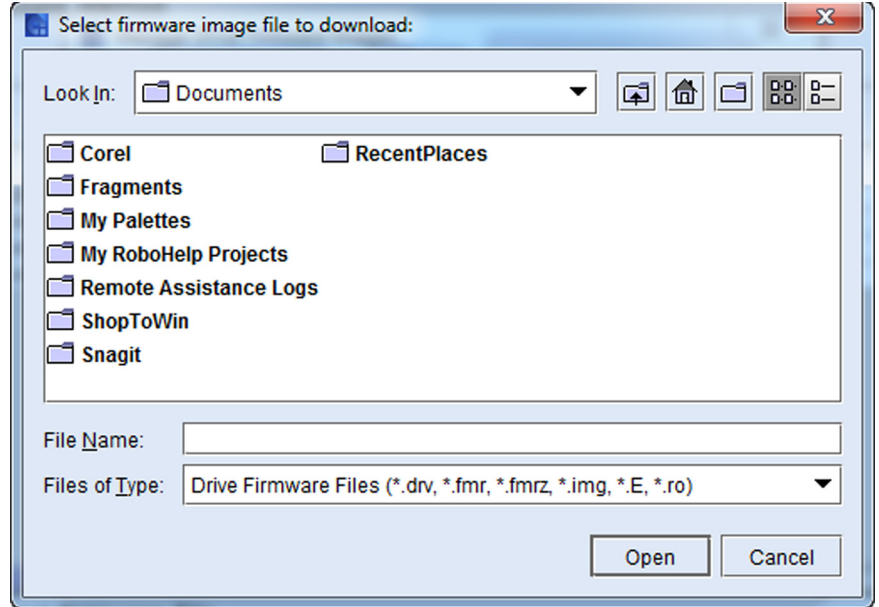 Select firmware image file to download:
Look In: Documents
Corel RecentPlaces
Fragments
My Palettes
My RoboHelp Projects
Remote Assistance Logs
ShopToWin
Snagit
File Name:
Files of Type: Drive Firmware Files (*.drv, *.fmr, *.fmrz, *.img, *.E, *.ro)
Open Cancel